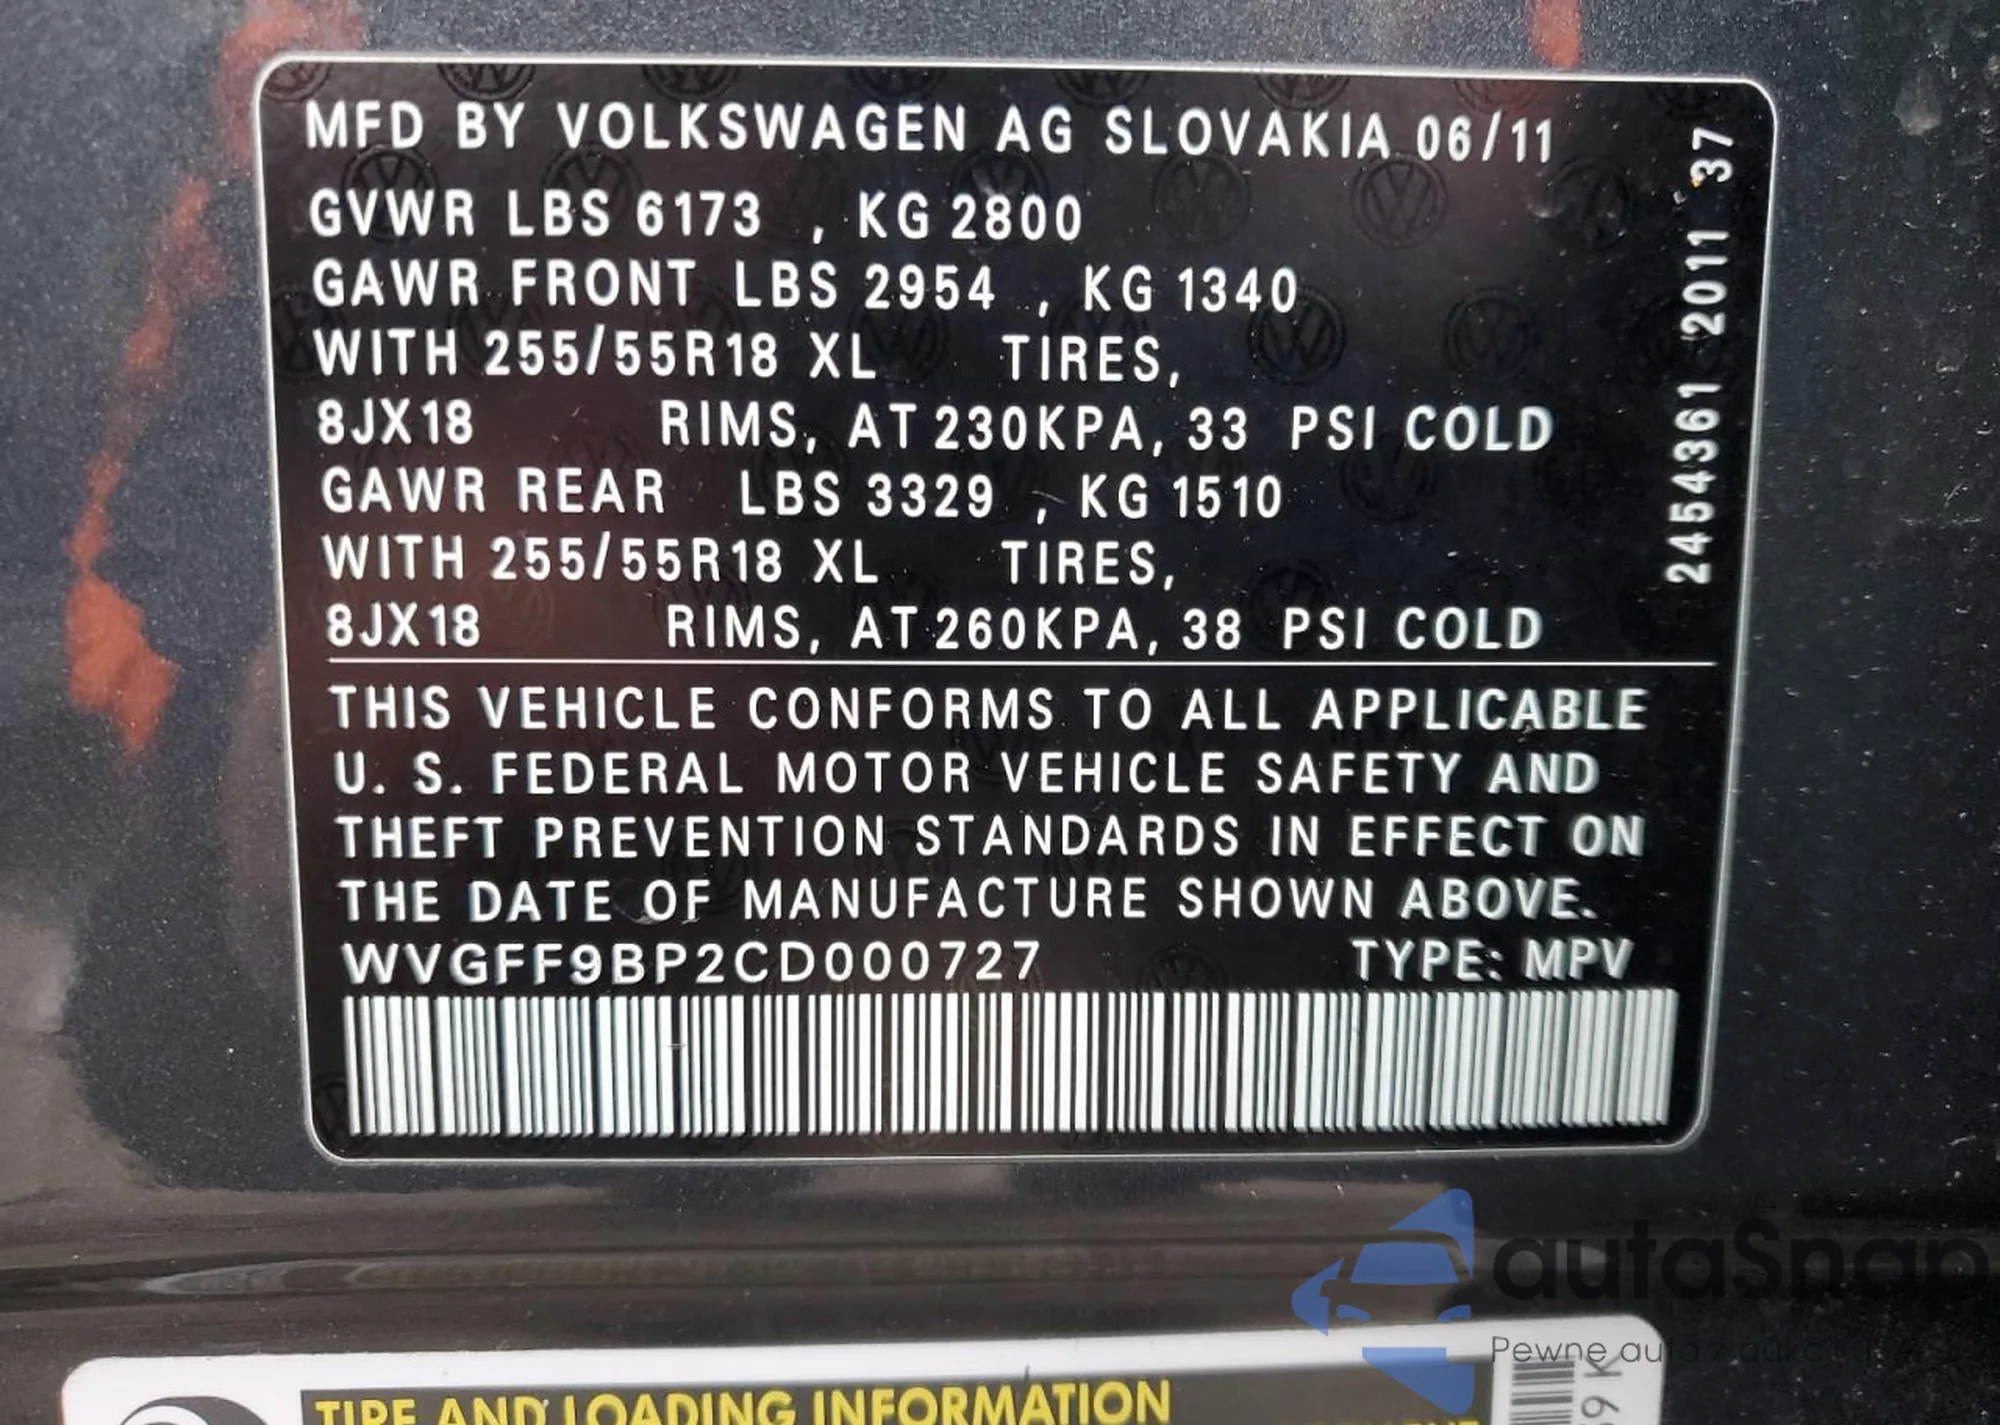 MFD BY VOLKSWAGEN AG SLOVAKIA 06/11
GVWR LBS 6173 , KG 2800
GAWR FRONT LBS 2954 , KG 1340
WITH 255/55R18 XL TIRES,
8JX18 RIMS, AT 230KPA, 33 PSI COLD
GAWR REAR LBS 3329 , KG 1510
WITH 255/55R18 XL TIRES,
8JX18 RIMS, AT 260KPA, 38 PSI COLD
THIS VEHICLE CONFORMS TO ALL APPLICABLE
U. S. FEDERAL MOTOR VEHICLE SAFETY AND
THEFT PREVENTION STANDARDS IN EFFECT ON
THE DATE OF MANUFACTURE SHOWN ABOVE.
WVGFF9BP2CD000727 TYPE: MPV
2454361 2011 37
autaSnap
Pewne auta z
TIRE AND LOADING INFORMATION